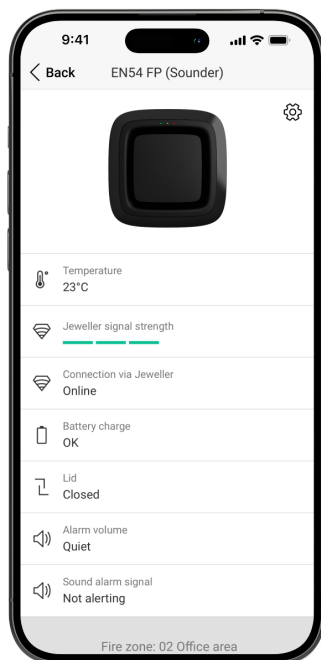 9:41
Back EN54 FP (Sounder)
Temperature
23°C
Jeweller signal strength
Connection via Jeweller
Online
Battery charge
OK
Lid
Closed
Alarm volume
Quiet
Sound alarm signal
Not alerting
Fire zone: 02 Office area